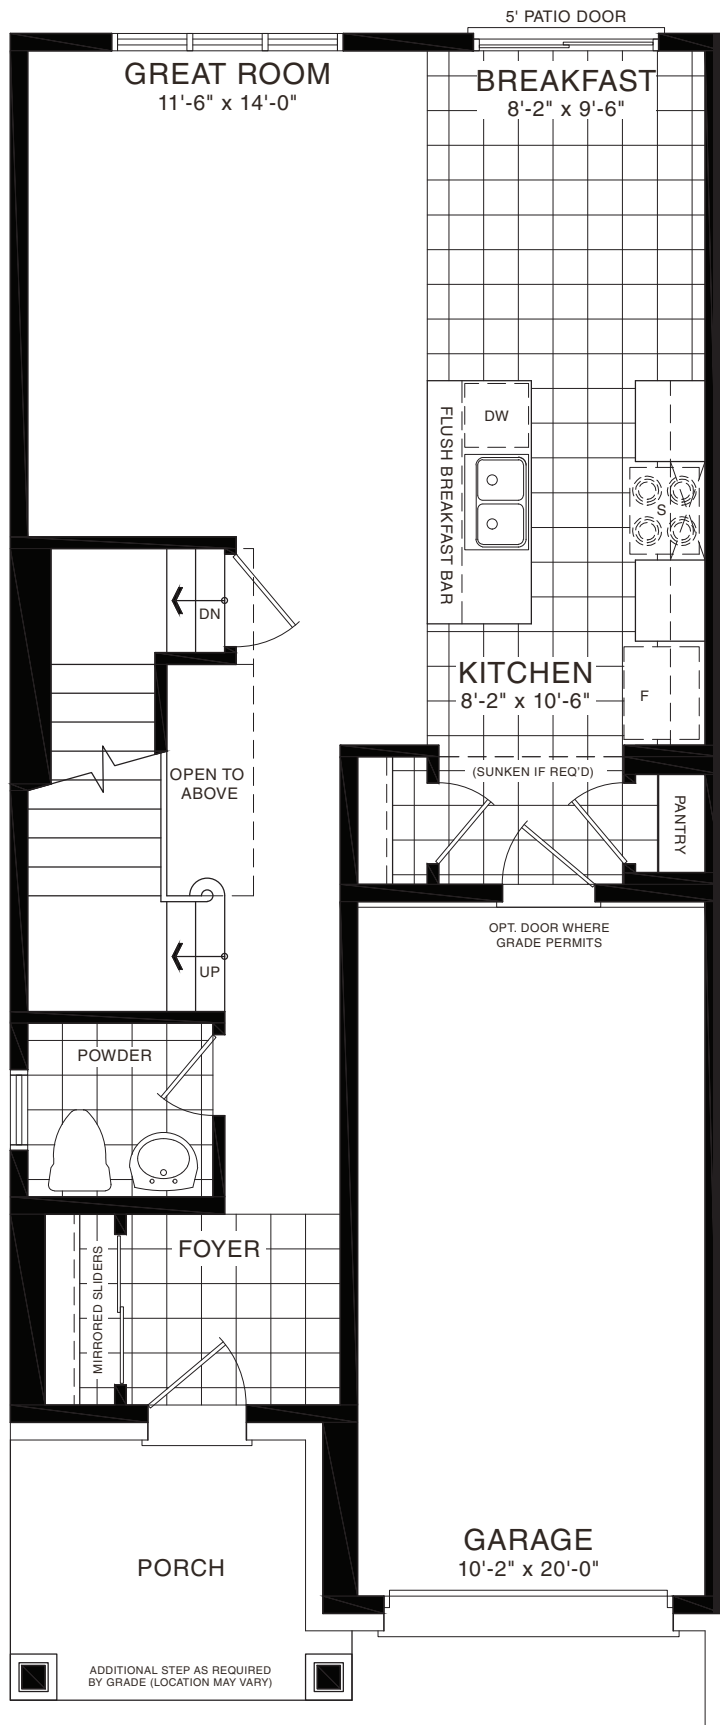 5' PATIO DOOR
GREAT ROOM
11'-6" x 14'-0"
BREAKFAST
8'-2" x 9'-6"
FLUSH BREAKFAST BAR
DW
S
DN
KITCHEN
8'-2" x 10'-6"
F
OPEN TO
ABOVE
(SUNKEN IF REQ'D)
PANTRY
OPT. DOOR WHERE
GRADE PERMITS
UP
POWDER
FOYER
MIRRORED SLIDERS
GARAGE
10'-2" x 20'-0"
PORCH
ADDITIONAL STEP AS REQUIRED
BY GRADE (LOCATION MAY VARY)